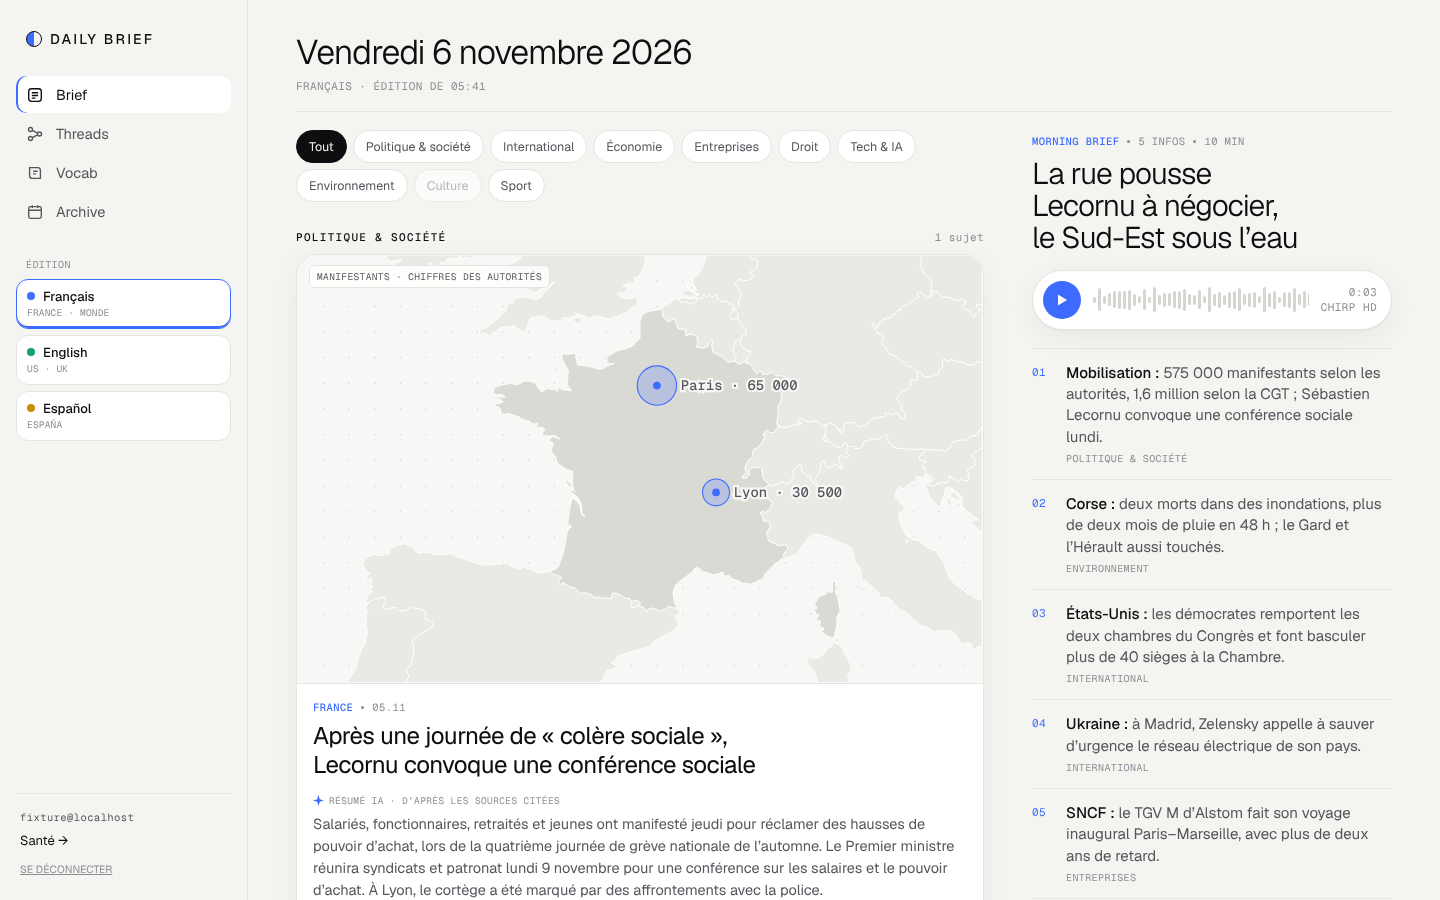 DAILY BRIEF
Brief
Threads
Vocab
Archive
ÉDITION
Français
FRANCE · MONDE
English
US · UK
Español
ESPAÑA
fixture@localhost
Santé →
SE DÉCONNECTER
Vendredi 6 novembre 2026
FRANÇAIS · ÉDITION DE 05:41
Tout
Politique & société
International
Économie
Entreprises
Droit
Tech & IA
Environnement
Culture
Sport
POLITIQUE & SOCIÉTÉ
1 sujet
MANIFESTANTS · CHIFFRES DES AUTORITÉS
Paris · 65 000
Lyon · 30 500
FRANCE • 05.11
Après une journée de « colère sociale »,
Lecornu convoque une conférence sociale
RÉSUMÉ IA · D'APRÈS LES SOURCES CITÉES
Salariés, fonctionnaires, retraités et jeunes ont manifesté jeudi pour réclamer des hausses de
pouvoir d’achat, lors de la quatrième journée de grève nationale de l’automne. Le Premier ministre
réunira syndicats et patronat lundi 9 novembre pour une conférence sur les salaires et le pouvoir
d’achat. À Lyon, le cortège a été marqué par des affrontements avec la police.
MORNING BRIEF • 5 INFOS • 10 MIN
La rue pousse
Lecornu à négocier,
le Sud-Est sous l’eau
0:03
CHIRP HD
01
Mobilisation : 575 000 manifestants selon les
autorités, 1,6 million selon la CGT ; Sébastien
Lecornu convoque une conférence sociale
lundi.
POLITIQUE & SOCIÉTÉ
02
Corse : deux morts dans des inondations, plus
de deux mois de pluie en 48 h ; le Gard et
l’Hérault aussi touchés.
ENVIRONNEMENT
03
États-Unis : les démocrates remportent les
deux chambres du Congrès et font basculer
plus de 40 sièges à la Chambre.
INTERNATIONAL
04
Ukraine : à Madrid, Zelensky appelle à sauver
d’urgence le réseau électrique de son pays.
INTERNATIONAL
05
SNCF : le TGV M d’Alstom fait son voyage
inaugural Paris–Marseille, avec plus de deux
ans de retard.
ENTREPRISES